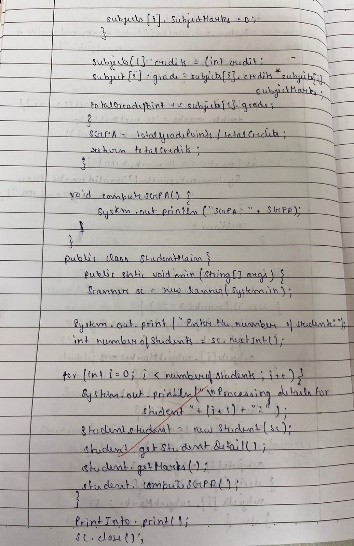 subjects[i].subjectMarks = 0;
}
subjects[i].credits = (int credit;
subject[i].grade = subjects[i].credits * subjects[i].
subjectMarks;
totalGradePoint += subjects[i].grade;
}
SGPA = totalgradePoints / totalCredits;
return totalCredits;
}
void computeSGPA() {
System.out.println("SGPA: " + SGPA);
}
}
public class StudentMain {
public static void main (String[] args) {
Scanner sc = new Scanner(System.in);
System.out.print("Enter the number of students:");
int numberofStudents = sc.nextInt();
for (int i=0; i < numberofstudents; i++) {
System.out.println("\nProcessing details for
student " + (i+1) + ":");
Student student = new Student(sc);
student.getStudentDetail();
student.getMarks();
student.computeSGPA();
}
PrintInfo.print();
sc.close();